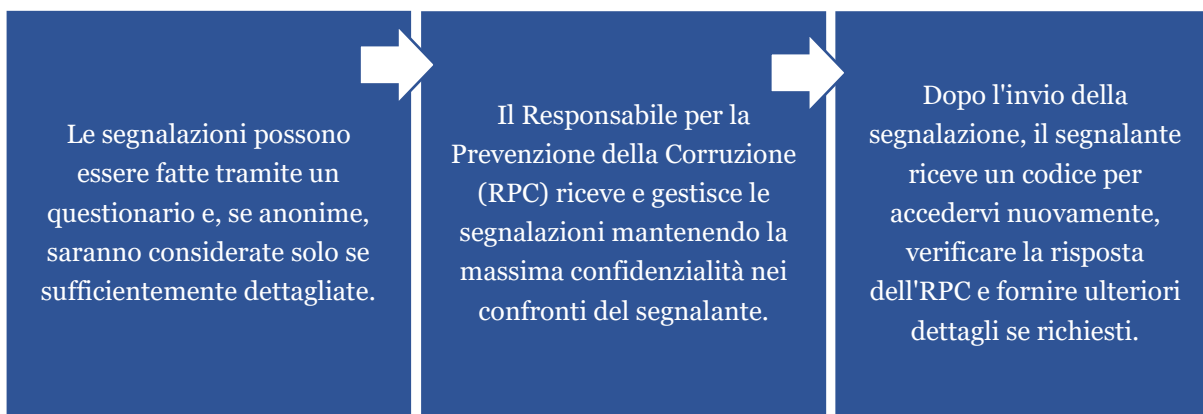 Le segnalazioni possono
essere fatte tramite un
questionario e, se anonime,
saranno considerate solo se
sufficientemente dettagliate.
Il Responsabile per la
Prevenzione della Corruzione
(RPC) riceve e gestisce le
segnalazioni mantenendo la
massima confidenzialità nei
confronti del segnalante.
Dopo l'invio della
segnalazione, il segnalante
riceve un codice per
accedervi nuovamente,
verificare la risposta
dell'RPC e fornire ulteriori
dettagli se richiesti.